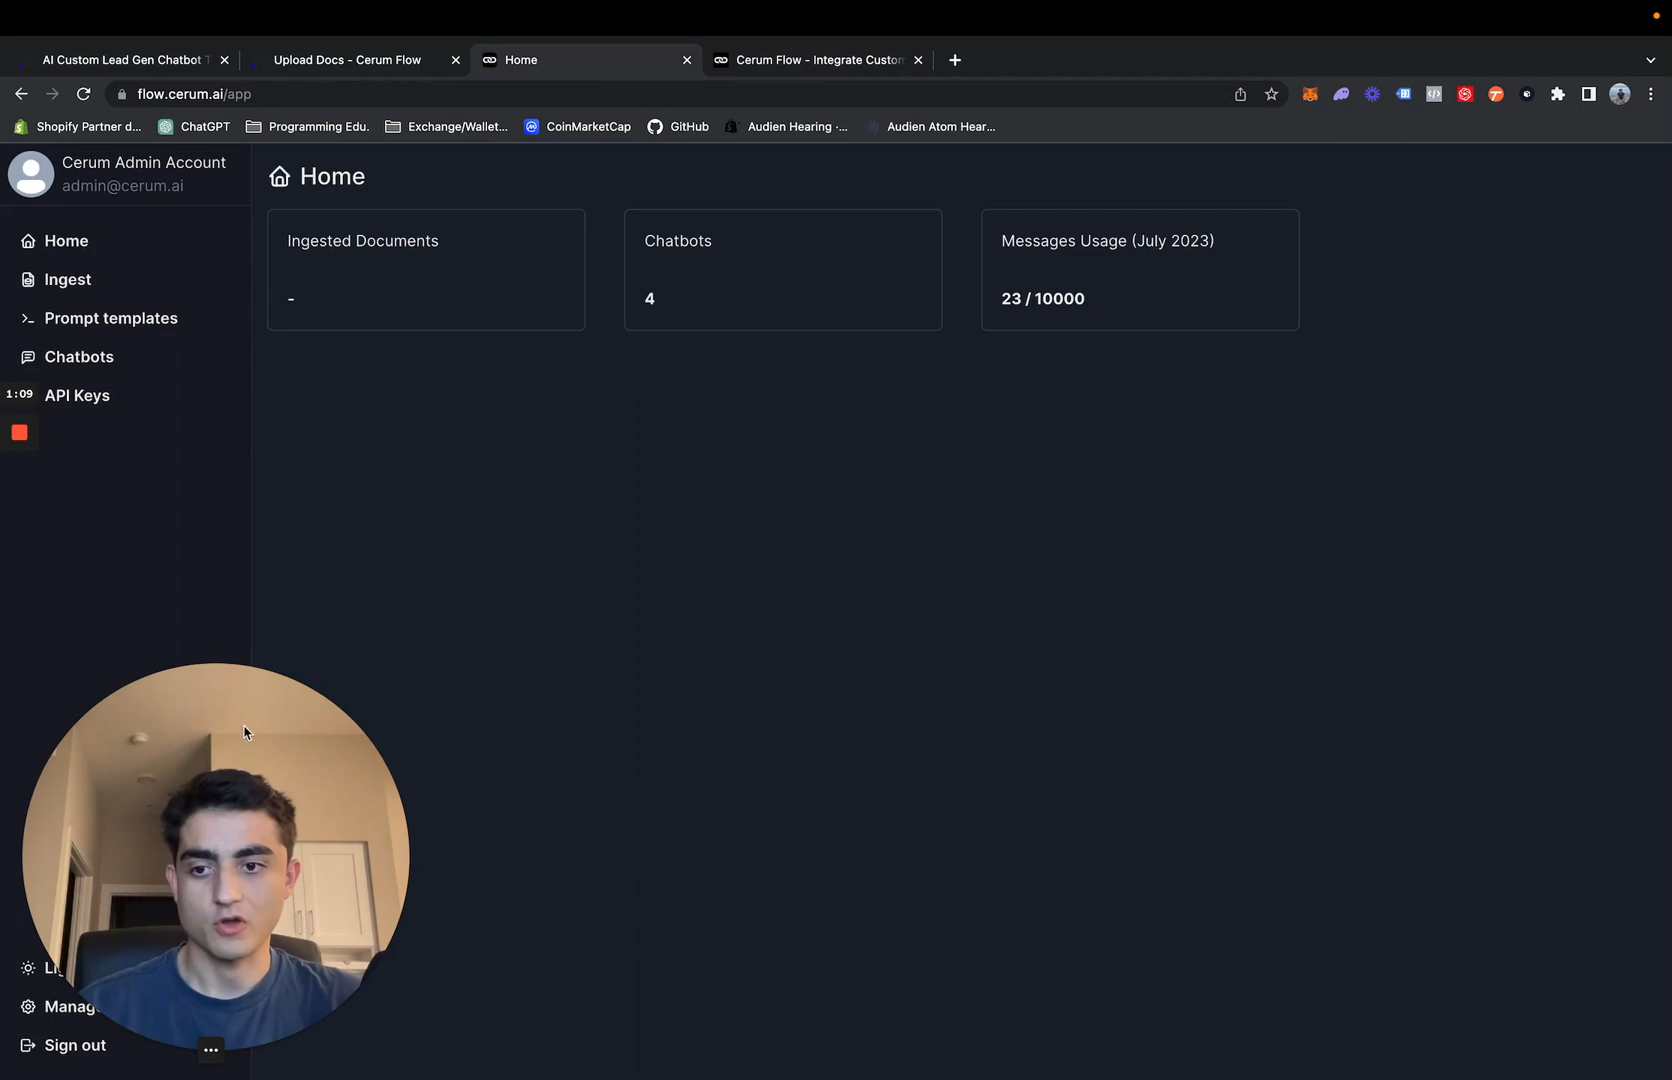 AI Custom Lead Gen Chatbot
Upload Docs - Cerum Flow
Home
Cerum Flow - Integrate Custon
flow.cerum.ai/app
Shopify Partner d...
ChatGPT
Programming Edu.
Exchange/Wallet...
CoinMarketCap
GitHub
Audien Hearing -...
Audien Atom Hear...
Cerum Admin Account
admin@cerum.ai
Home
Ingest
Prompt templates
Chatbots
1:09
API Keys
Home
Ingested Documents
-
Chatbots
4
Messages Usage (July 2023)
23 / 10000
Manag
Sign out
...